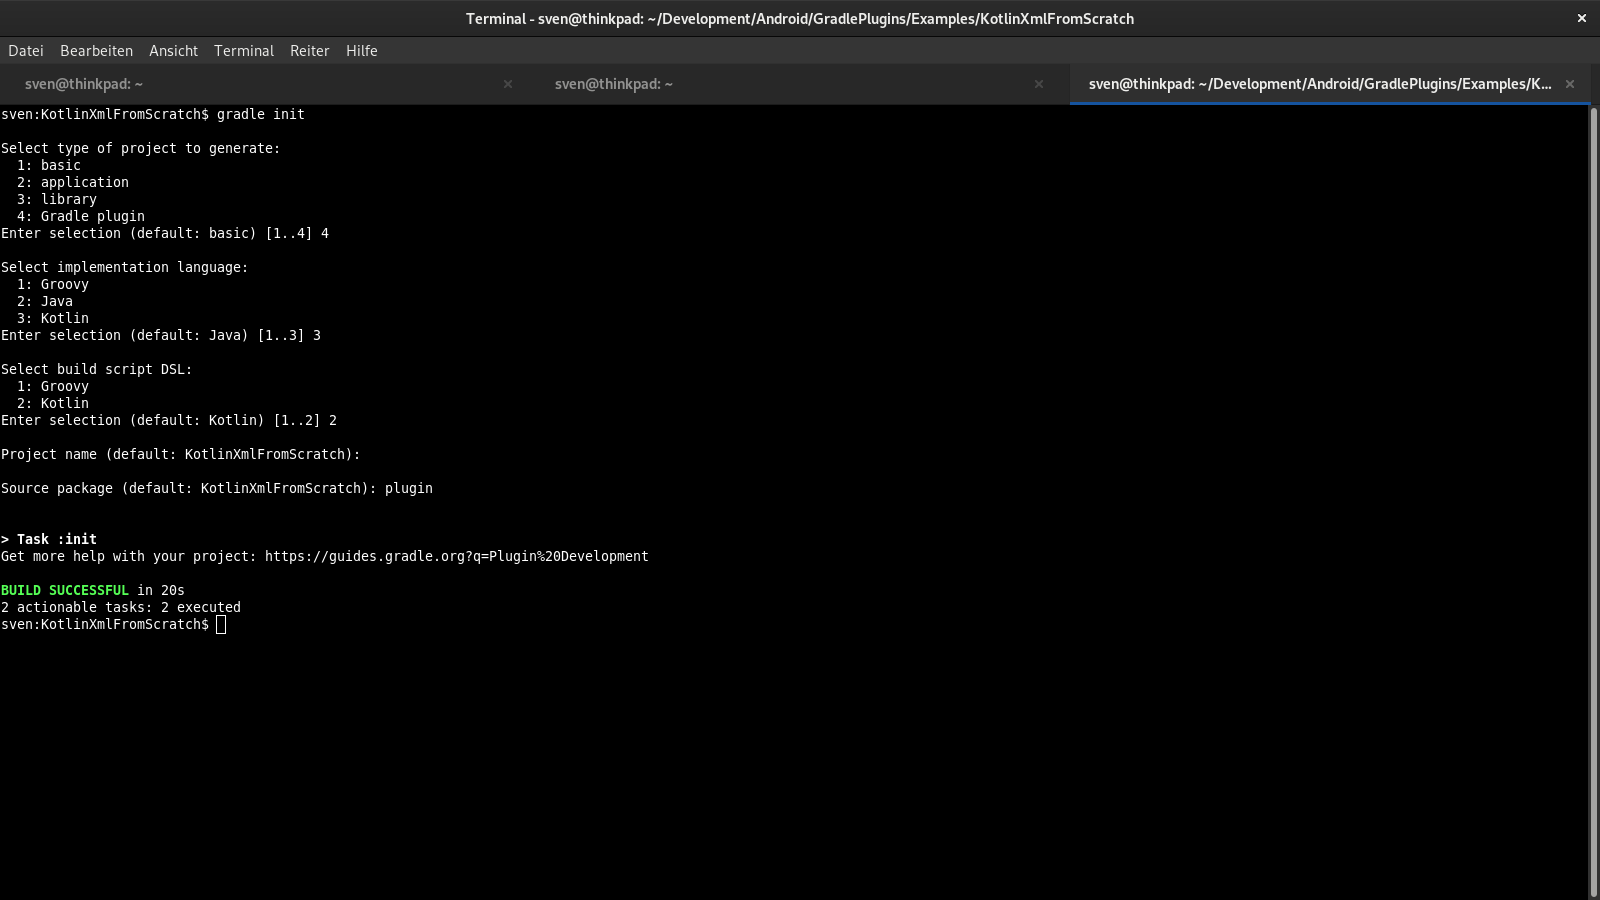 Terminal - sven@thinkpad: ~/Development/Android/GradlePlugins/Examples/KotlinXmlFromScratch
Datei Bearbeiten Ansicht Terminal Reiter Hilfe
sven@thinkpad: ~ sven@thinkpad: ~ sven@thinkpad: ~/Development/Android/GradlePlugins/Examples/K...
sven:KotlinXmlFromScratch$ gradle init
Select type of project to generate:
1: basic
2: application
3: library
4: Gradle plugin
Enter selection (default: basic) [1..4] 4
Select implementation language:
1: Groovy
2: Java
3: Kotlin
Enter selection (default: Java) [1..3] 3
Select build script DSL:
1: Groovy
2: Kotlin
Enter selection (default: Kotlin) [1..2] 2
Project name (default: KotlinXmlFromScratch):
Source package (default: KotlinXmlFromScratch): plugin
> Task :init
Get more help with your project: https://guides.gradle.org?q=Plugin%20Development
BUILD SUCCESSFUL in 20s
2 actionable tasks: 2 executed
sven:KotlinXmlFromScratch$